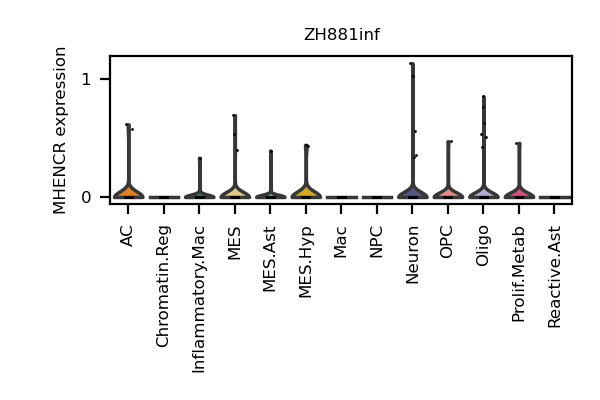 ZH881inf
MHENCR expression
1
0
AC
Chromatin.Reg
Inflammatory.Mac
MES
MES.Ast
MES.Hyp
Mac
NPC
Neuron
OPC
Oligo
Prolif.Metab
Reactive.Ast